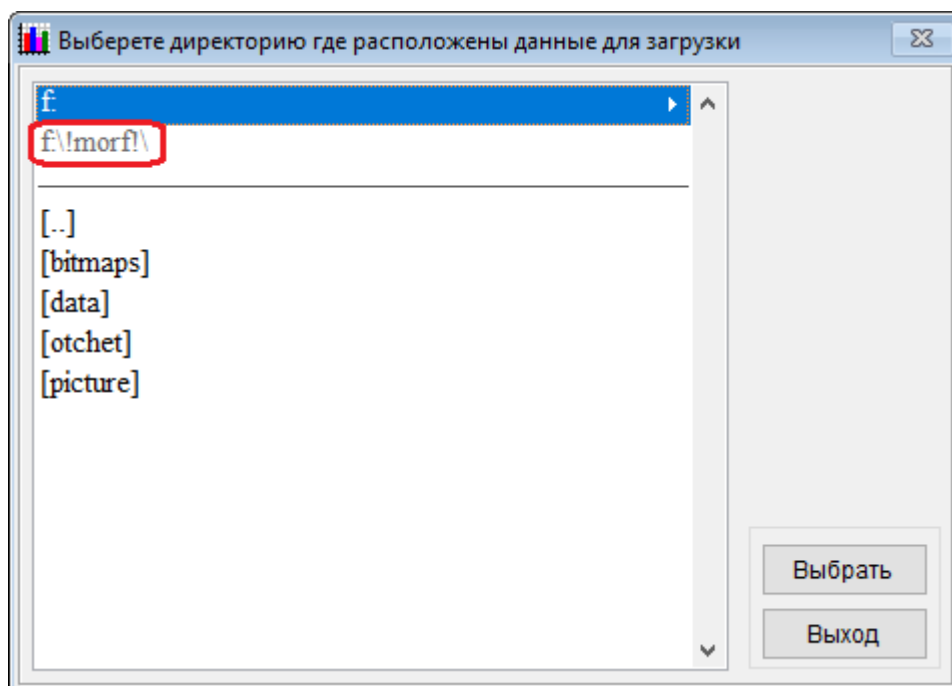 Выберете директорию где расположены данные для загрузки
f:
f:\!morf!\
[..]
[bitmaps]
[data]
[otchet]
[picture]
Выбрать
Выход